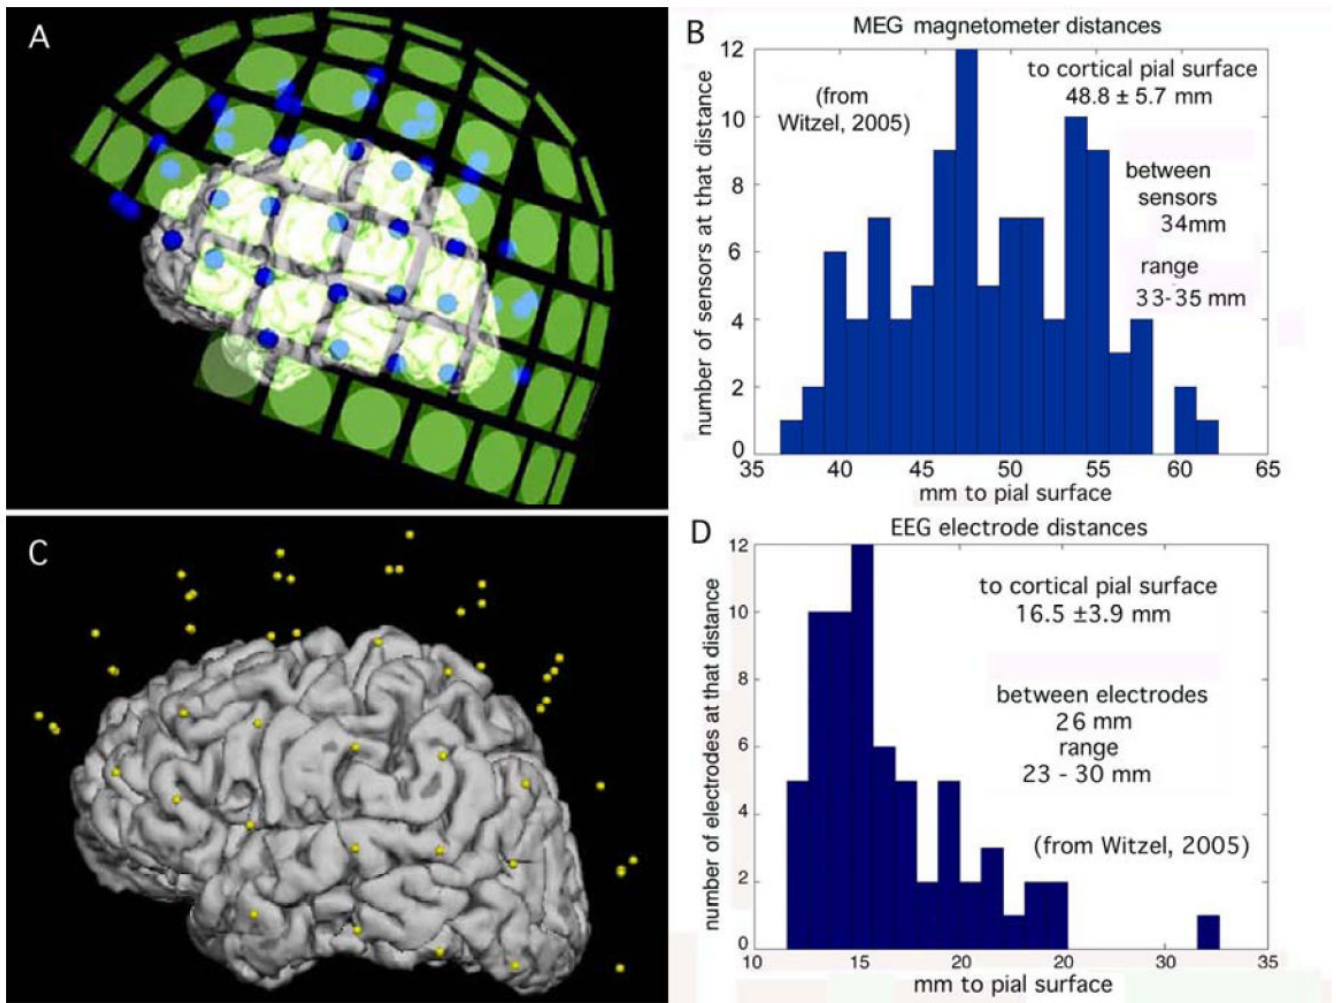 A
B
MEG magnetometer distances
number of sensors at that distance
12
10
8
6
4
2
0
(from
Witzel, 2005)
to cortical pial surface
48.8 ± 5.7 mm
between
sensors
34mm
range
33-35 mm
35 40 45 50 55 60 65
mm to pial surface
C
D
EEG electrode distances
number of electrodes at that distance
12
10
8
6
4
2
0
to cortical pial surface
16.5 ±3.9 mm
between electrodes
26 mm
range
23 - 30 mm
(from Witzel, 2005)
10 15 20 20 30 35
mm to pial surface